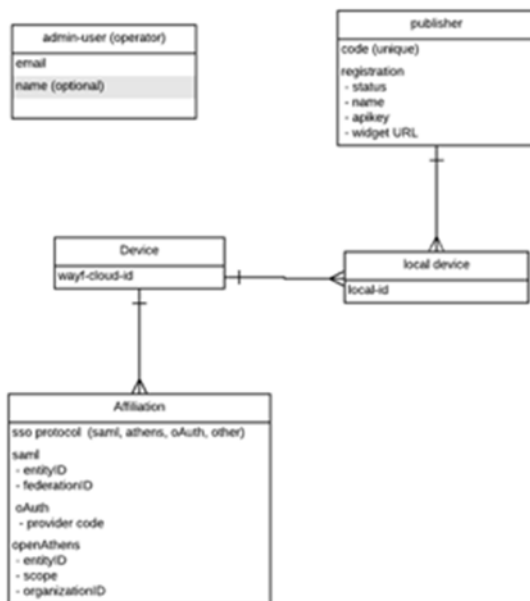 admin-user (operator)
email
name (optional)
publisher
code (unique)
registration
- status
- name
- apikey
- widget URL
Device
wayf-cloud-id
local device
local-id
Affiliation
sso protocol (saml, athens, oAuth, other)
saml
- entityID
- federationID
oAuth
- provider code
openAthens
- entityID
- scope
- organizationID